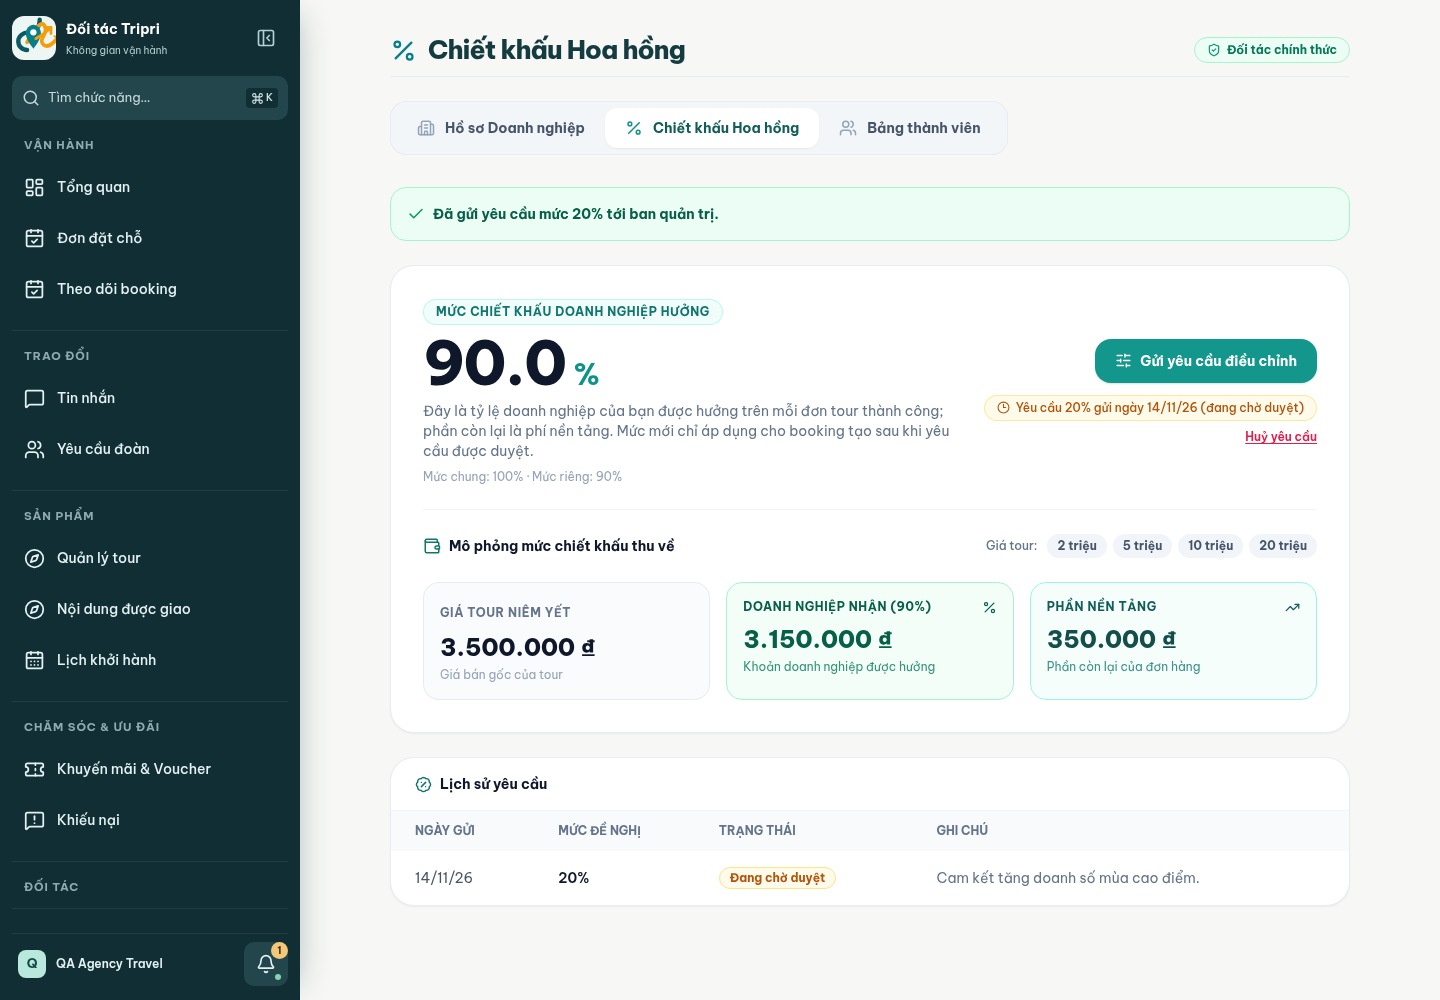 Đối tác Tripri
Không gian vận hành
Tìm chức năng...
⌘K
VẬN HÀNH
Tổng quan
Đơn đặt chỗ
Theo dõi booking
TRAO ĐỔI
Tin nhắn
Yêu cầu đoàn
SẢN PHẨM
Quản lý tour
Nội dung được giao
Lịch khởi hành
CHĂM SÓC & ƯU ĐÃI
Khuyến mãi & Voucher
Khiếu nại
ĐỐI TÁC
Q
QA Agency Travel
1
Chiết khấu Hoa hồng
Đối tác chính thức
Hồ sơ Doanh nghiệp
Chiết khấu Hoa hồng
Bảng thành viên
Đã gửi yêu cầu mức 20% tới ban quản trị.
MỨC CHIẾT KHẤU DOANH NGHIỆP HƯỞNG
90.0 %
Đây là tỷ lệ doanh nghiệp của bạn được hưởng trên mỗi đơn tour thành công;
phần còn lại là phí nền tảng. Mức mới chỉ áp dụng cho booking tạo sau khi yêu
cầu được duyệt.
Mức chung: 100% · Mức riêng: 90%
Gửi yêu cầu điều chỉnh
Yêu cầu 20% gửi ngày 14/11/26 (đang chờ duyệt)
Huỷ yêu cầu
Mô phỏng mức chiết khấu thu về
Giá tour: 2 triệu 5 triệu 10 triệu 20 triệu
GIÁ TOUR NIÊM YẾT
3.500.000 ₫
Giá bán gốc của tour
DOANH NGHIỆP NHẬN (90%)
3.150.000 ₫
Khoản doanh nghiệp được hưởng
PHẦN NỀN TẢNG
350.000 ₫
Phần còn lại của đơn hàng
Lịch sử yêu cầu
NGÀY GỬI MỨC ĐỀ NGHỊ TRẠNG THÁI GHI CHÚ
14/11/26 20% Đang chờ duyệt Cam kết tăng doanh số mùa cao điểm.